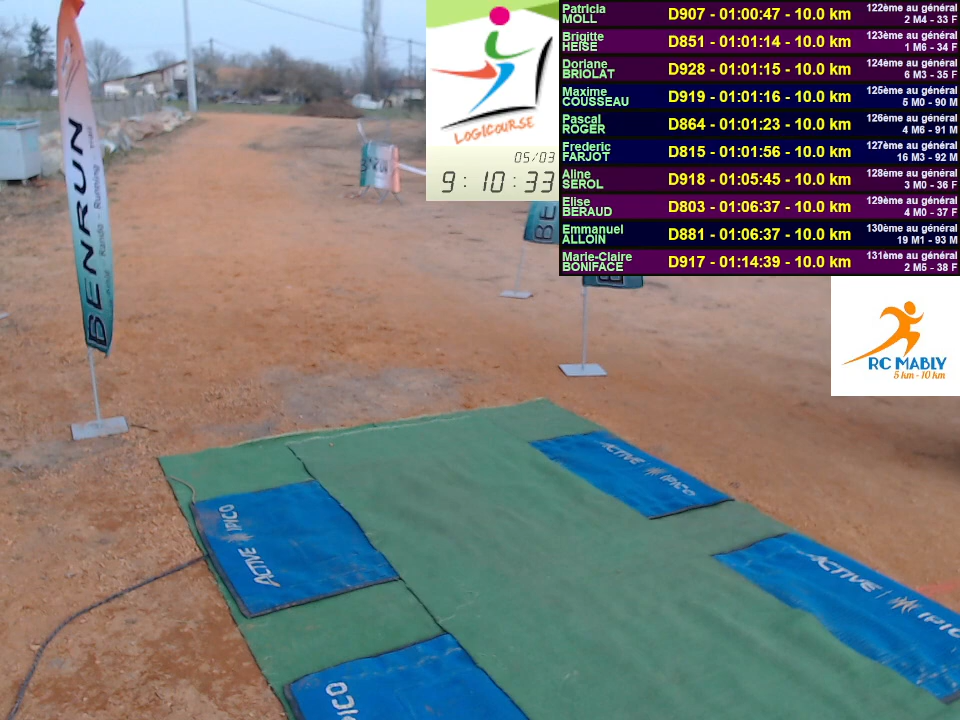 Patricia
MOLL
D907 - 01:00:47 - 10.0 km
122ème au général
2 M4 - 33 F
Brigitte
HEISE
D851 - 01:01:14 - 10.0 km
123ème au général
1 M6 - 34 F
Doriane
BRIOLAT
D928 - 01:01:15 - 10.0 km
124ème au général
6 M3 - 35 F
Maxime
COUSSEAU
D919 - 01:01:16 - 10.0 km
125ème au général
5 M0 - 90 M
Pascal
ROGER
D864 - 01:01:23 - 10.0 km
126ème au général
4 M6 - 91 M
Frederic
FARJOT
D815 - 01:01:56 - 10.0 km
127ème au général
16 M3 - 92 M
Aline
SEROL
D918 - 01:05:45 - 10.0 km
128ème au général
3 M0 - 36 F
Elise
BERAUD
D803 - 01:06:37 - 10.0 km
129ème au général
4 M0 - 37 F
Emmanuel
ALLOIN
D881 - 01:06:37 - 10.0 km
130ème au général
19 M1 - 93 M
Marie-Claire
BONIFACE
D917 - 01:14:39 - 10.0 km
131ème au général
2 M5 - 38 F
LOGICOURSE
05/03
9:10:33
RC MABLY
5 km - 10 km
BENRUN
Rando - Running
BE
ACTIVE IPICO
ACTIVE IPICO
ACTIVE IPICO
PICO